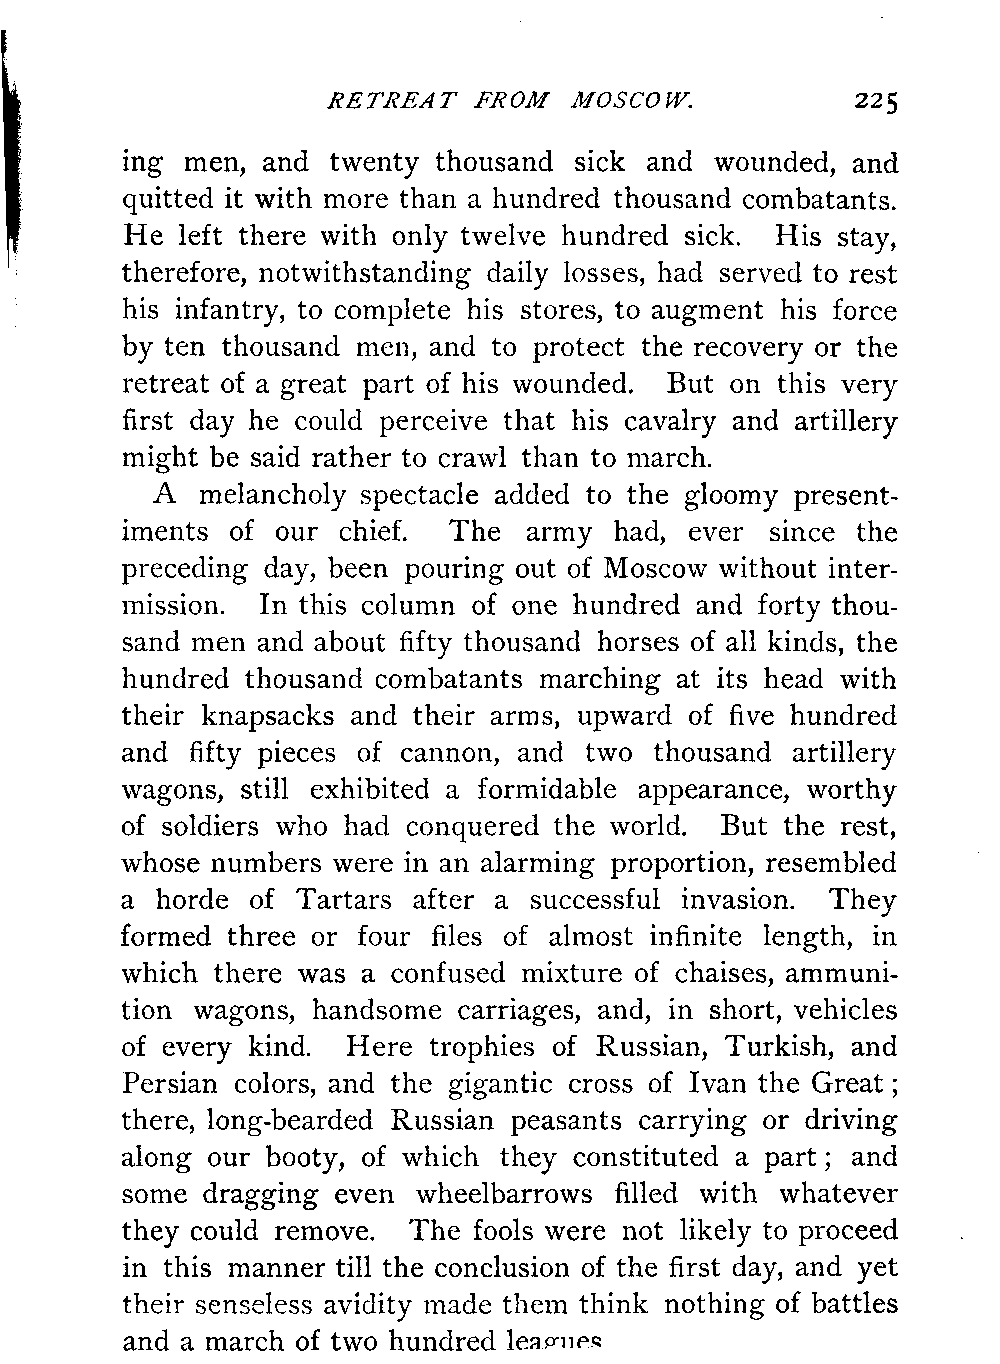 RETREAT FROM MOSCOW. 225
ing men, and twenty thousand sick and wounded, and
quitted it with more than a hundred thousand combatants.
He left there with only twelve hundred sick. His stay,
therefore, notwithstanding daily losses, had served to rest
his infantry, to complete his stores, to augment his force
by ten thousand men, and to protect the recovery or the
retreat of a great part of his wounded. But on this very
first day he could perceive that his cavalry and artillery
might be said rather to crawl than to march.
A melancholy spectacle added to the gloomy present-
iments of our chief. The army had, ever since the
preceding day, been pouring out of Moscow without inter-
mission. In this column of one hundred and forty thou-
sand men and about fifty thousand horses of all kinds, the
hundred thousand combatants marching at its head with
their knapsacks and their arms, upward of five hundred
and fifty pieces of cannon, and two thousand artillery
wagons, still exhibited a formidable appearance, worthy
of soldiers who had conquered the world. But the rest,
whose numbers were in an alarming proportion, resembled
a horde of Tartars after a successful invasion. They
formed three or four files of almost infinite length, in
which there was a confused mixture of chaises, ammuni-
tion wagons, handsome carriages, and, in short, vehicles
of every kind. Here trophies of Russian, Turkish, and
Persian colors, and the gigantic cross of Ivan the Great ;
there, long-bearded Russian peasants carrying or driving
along our booty, of which they constituted a part ; and
some dragging even wheelbarrows filled with whatever
they could remove. The fools were not likely to proceed
in this manner till the conclusion of the first day, and yet
their senseless avidity made them think nothing of battles
and a march of two hundred leagues